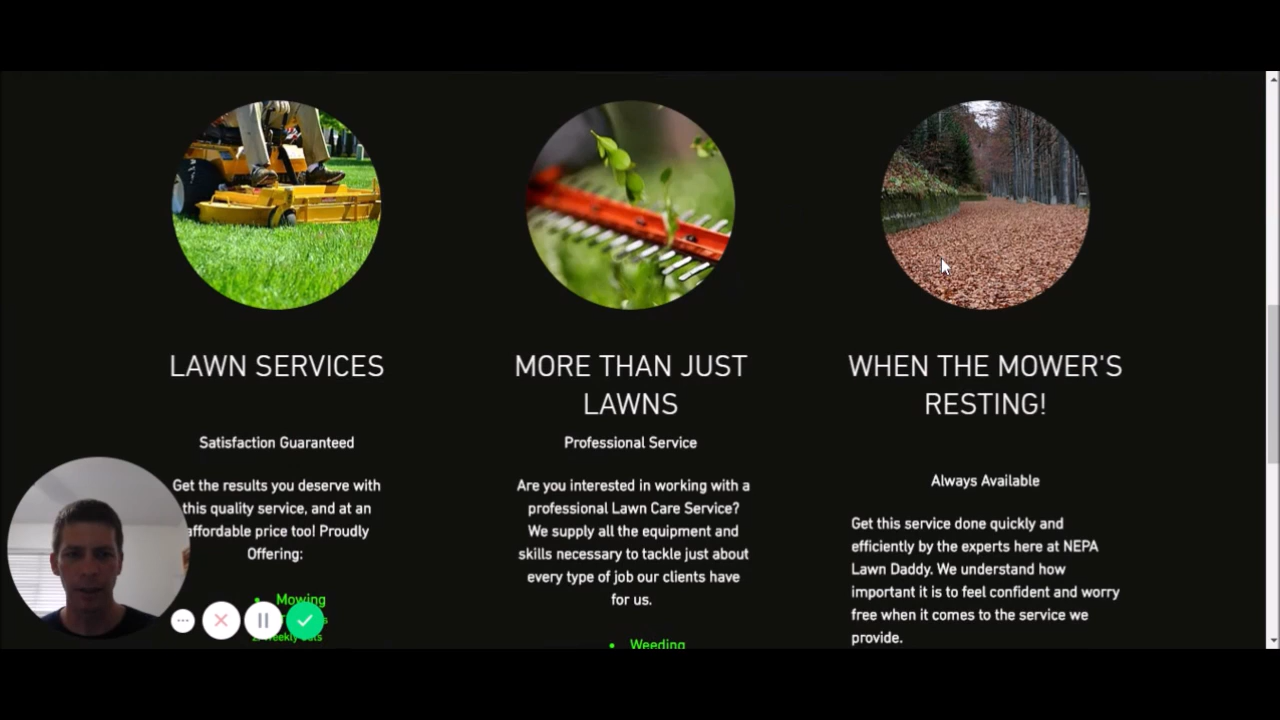 LAWN SERVICES
Satisfaction Guaranteed
Get the results you deserve with
this quality service, and at an
affordable price too! Proudly
Offering:
Mowing
MORE THAN JUST
LAWNS
Professional Service
Are you interested in working with a
professional Lawn Care Service?
We supply all the equipment and
skills necessary to tackle just about
every type of job our clients have
for us.
Weeding
WHEN THE MOWER'S
RESTING!
Always Available
Get this service done quickly and
efficiently by the experts here at NEPA
Lawn Daddy. We understand how
important it is to feel confident and worry
free when it comes to the service we
provide.